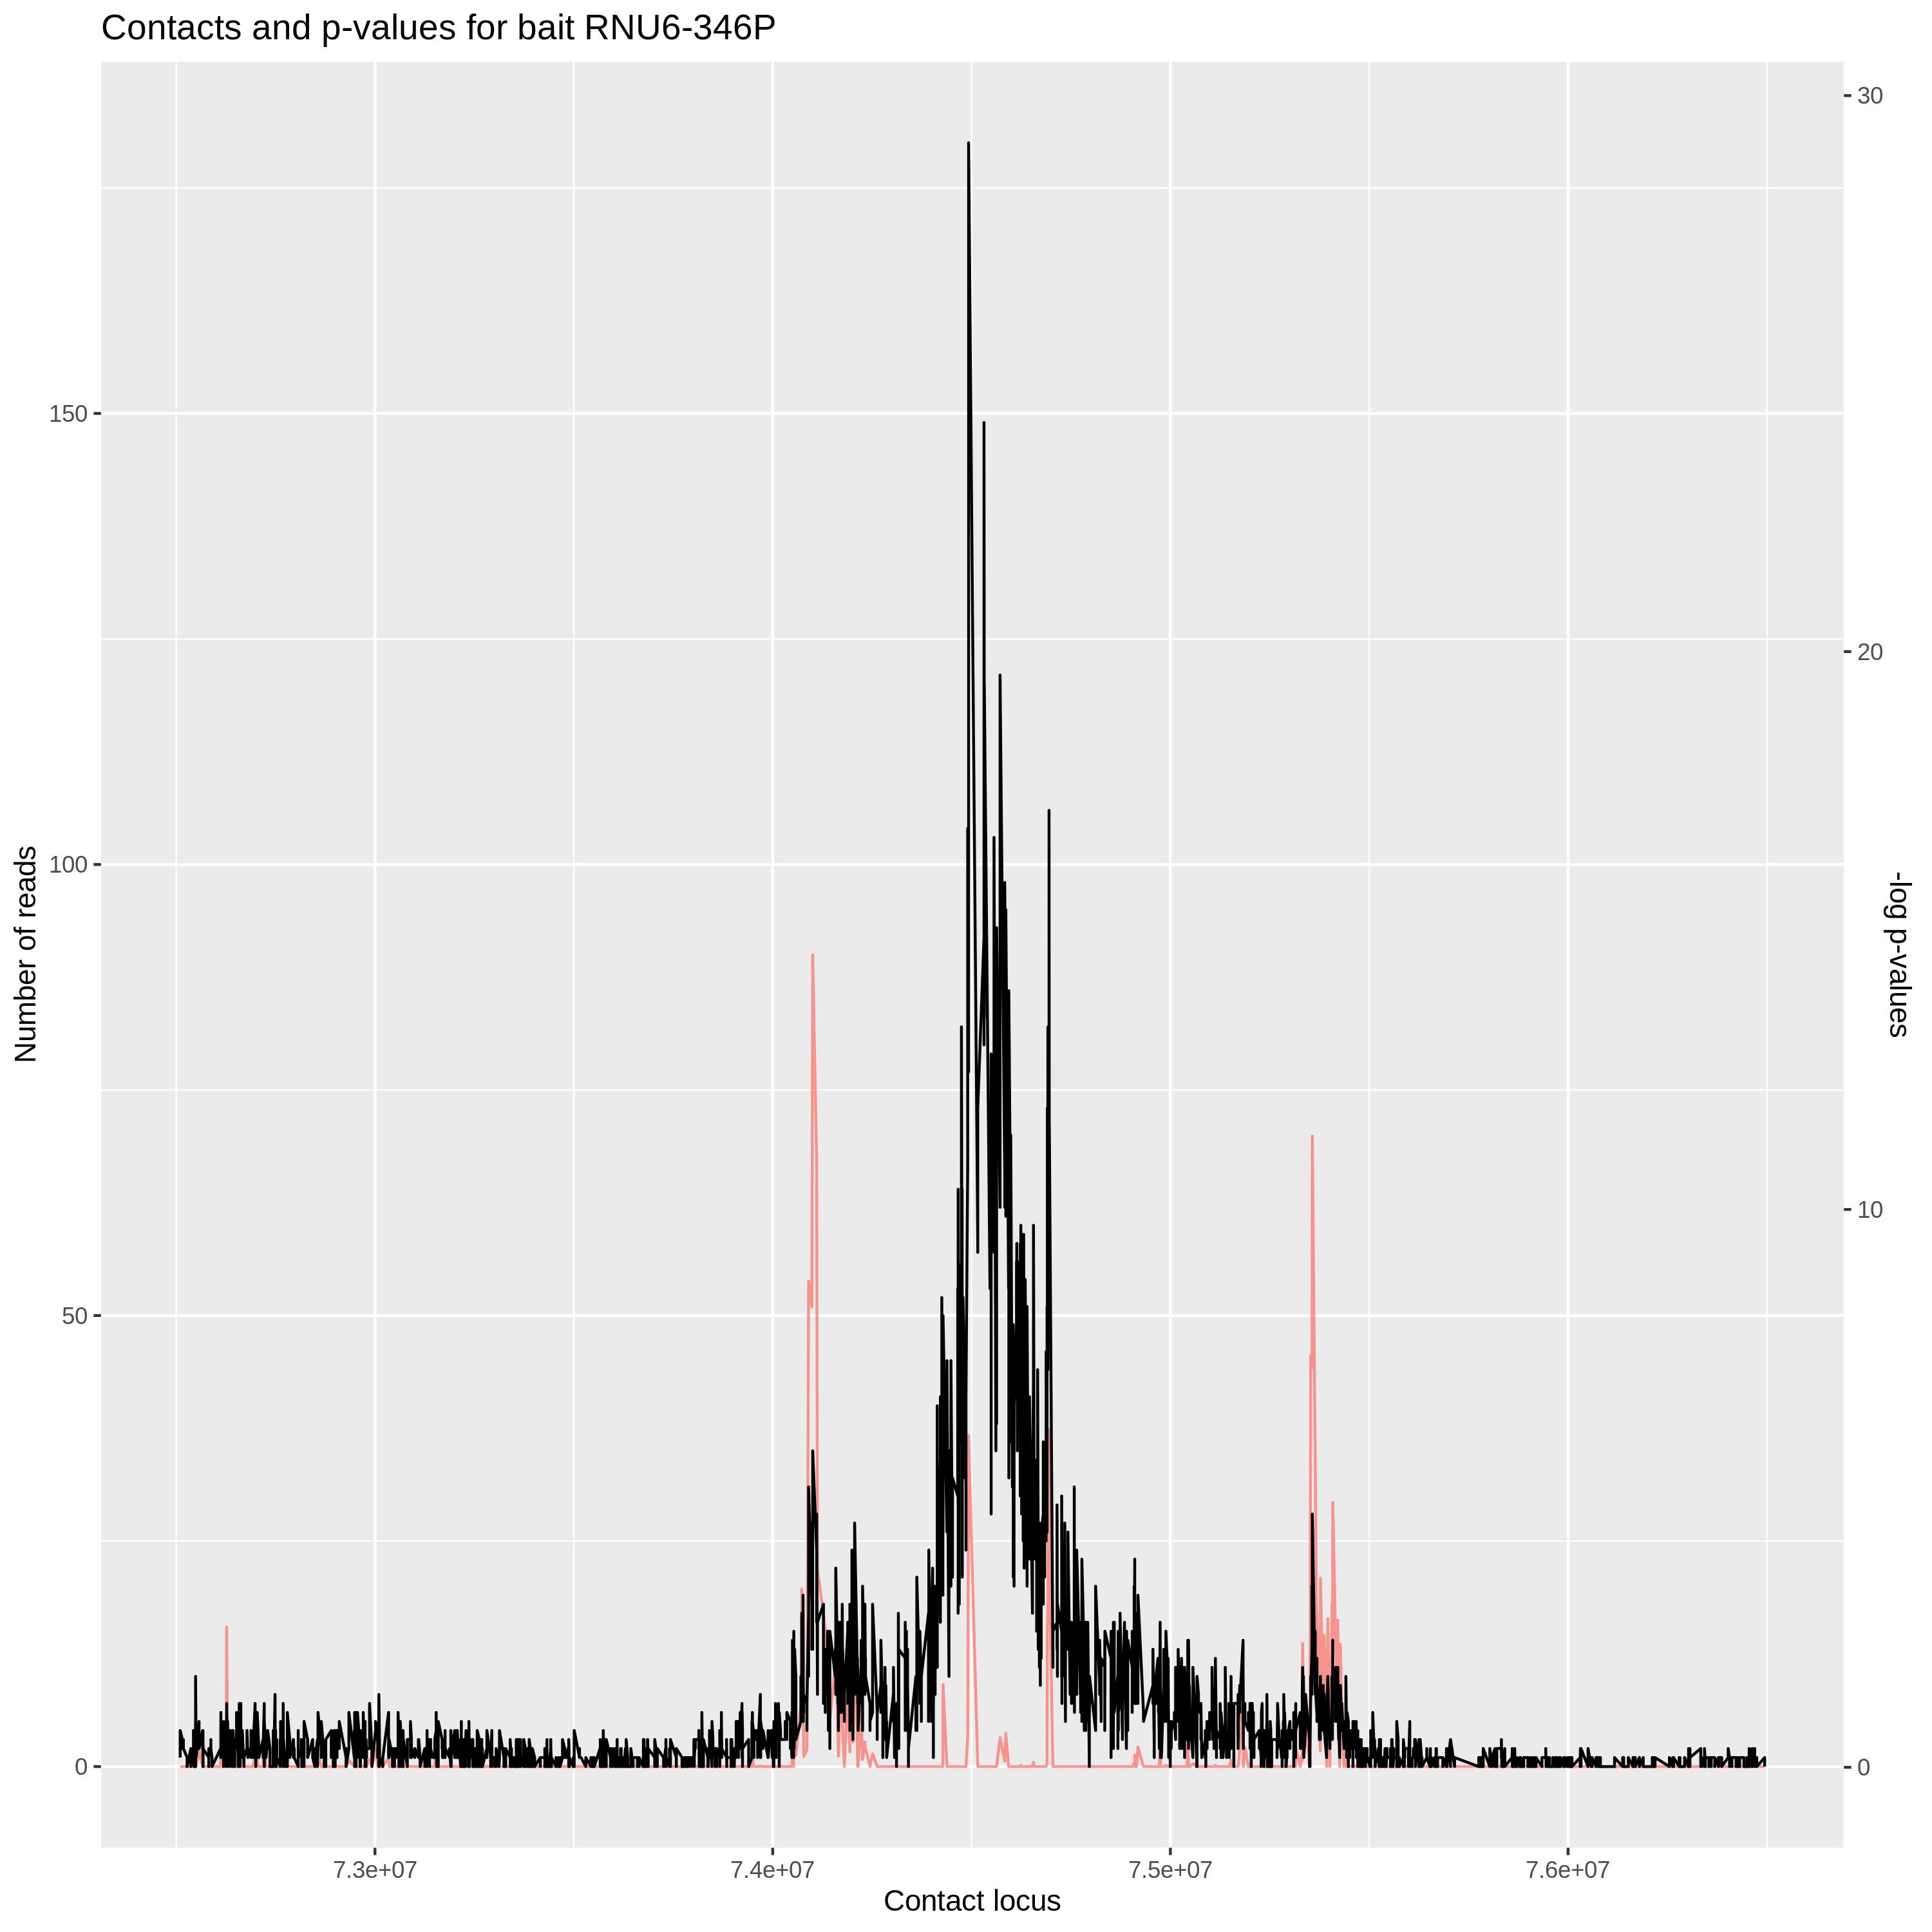 Contacts and p-values for bait RNU6-346P
30
150
20
Number of reads
100
-log p-values
10
50
0
0
7.3e+07
7.4e+07
7.5e+07
7.6e+07
Contact locus